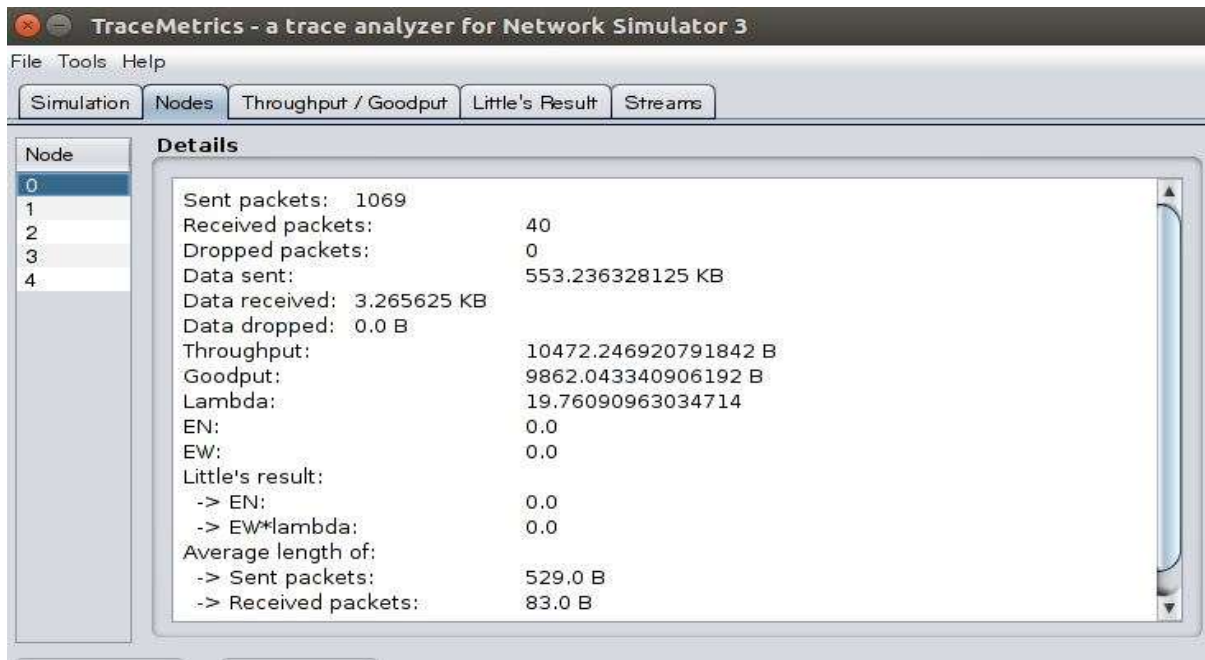 TraceMetrics - a trace analyzer for Network Simulator 3
File Tools Help
Simulation Nodes Throughput / Goodput Little's Result Streams
Node
0
1
2
3
4
Details
Sent packets: 1069
Received packets: 40
Dropped packets: 0
Data sent: 553.236328125 KB
Data received: 3.265625 KB
Data dropped: 0.0 B
Throughput: 10472.246920791842 B
Goodput: 9862.043340906192 B
Lambda: 19.76090963034714
EN: 0.0
EW: 0.0
Little's result:
-> EN: 0.0
-> EW*lambda: 0.0
Average length of:
-> Sent packets: 529.0 B
-> Received packets: 83.0 B